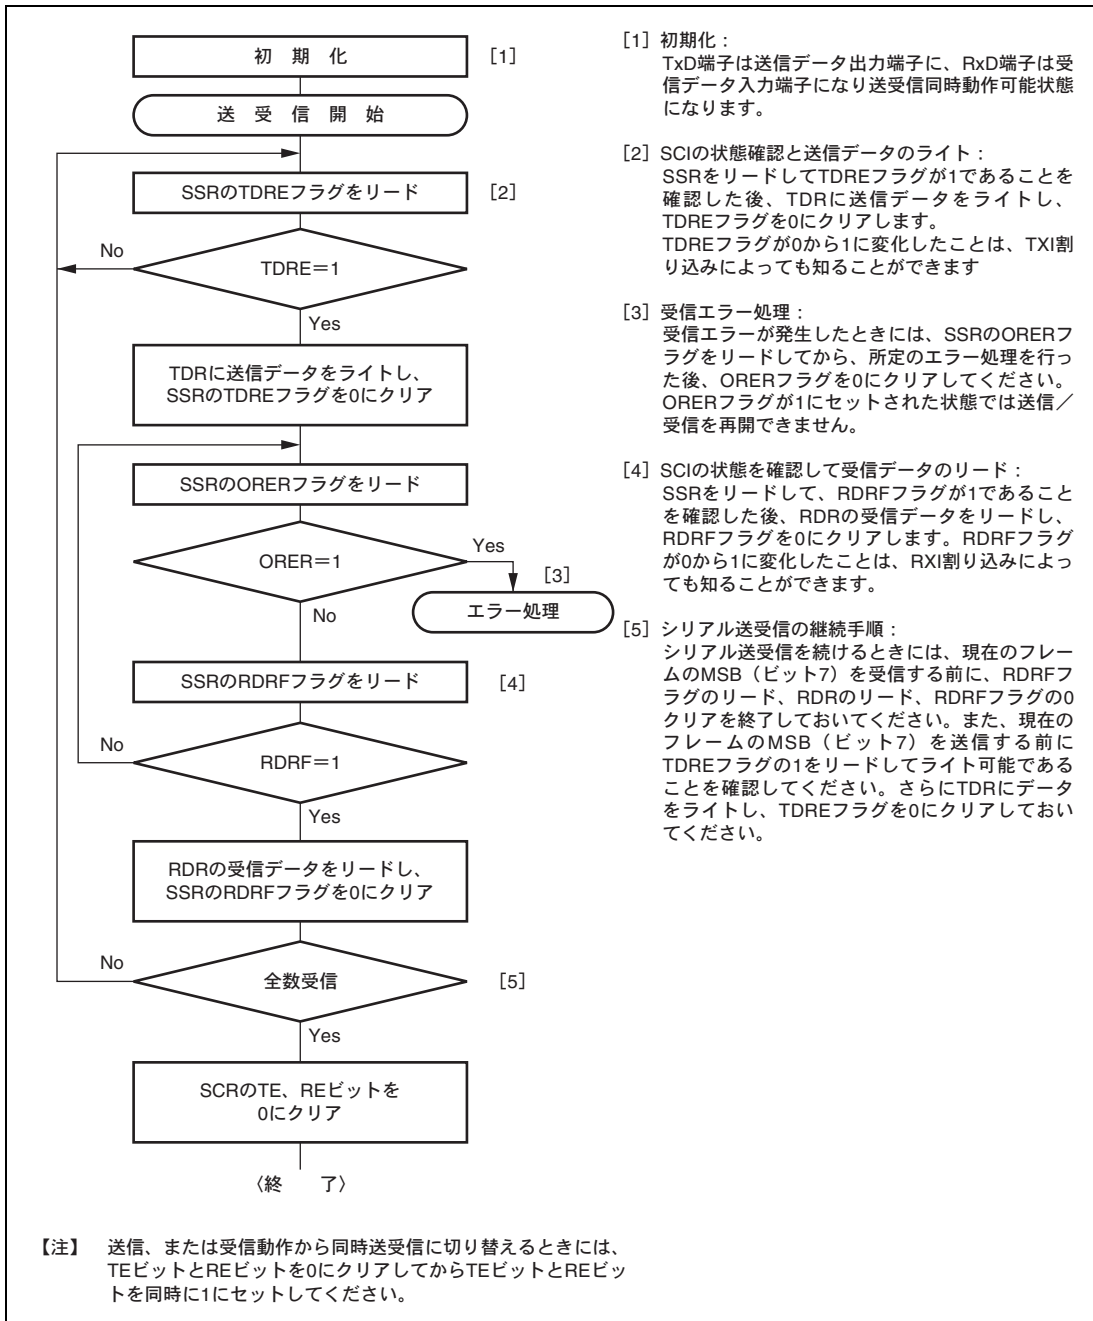 初 期 化 [1]
送 受 信 開 始
SSRのTDREフラグをリード [2]
No
TDRE＝1
Yes
TDRに送信データをライトし、
SSRのTDREフラグを0にクリア
SSRのORERフラグをリード
ORER＝1
Yes
[3]
エラー処理
No
SSRのRDRFフラグをリード [4]
No
RDRF＝1
Yes
RDRの受信データをリードし、
SSRのRDRFフラグを0にクリア
No
全数受信 [5]
Yes
SCRのTE、REビットを
0にクリア
〈終 了〉
[1] 初期化：
TxD端子は送信データ出力端子に、RxD端子は受
信データ入力端子になり送受信同時動作可能状態
になります。
[2] SCIの状態確認と送信データのライト：
SSRをリードしてTDREフラグが1であることを
確認した後、TDRに送信データをライトし、
TDREフラグを0にクリアします。
TDREフラグが0から1に変化したことは、TXI割
り込みによっても知ることができます
[3] 受信エラー処理：
受信エラーが発生したときには、SSRのORERフ
ラグをリードしてから、所定のエラー処理を行っ
た後、ORERフラグを0にクリアしてください。
ORERフラグが1にセットされた状態では送信／
受信を再開できません。
[4] SCIの状態を確認して受信データのリード：
SSRをリードして、RDRFフラグが1であること
を確認した後、RDRの受信データをリードし、
RDRFフラグを0にクリアします。RDRFフラグ
が0から1に変化したことは、RXI割り込みによっ
ても知ることができます。
[5] シリアル送受信の継続手順：
シリアル送受信を続けるときには、現在のフレー
ムのMSB（ビット7）を受信する前に、RDRFフ
ラグのリード、RDRのリード、RDRFフラグの0
クリアを終了しておいてください。また、現在の
フレームのMSB（ビット7）を送信する前に
TDREフラグの1をリードしてライト可能である
ことを確認してください。さらにTDRにデータ
をライトし、TDREフラグを0にクリアしておい
てください。
【注】 送信、または受信動作から同時送受信に切り替えるときには、
TEビットとREビットを0にクリアしてからTEビットとREビッ
トを同時に1にセットしてください。